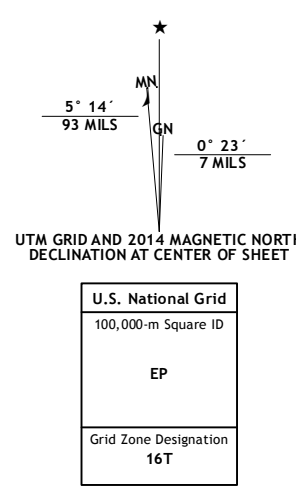 ★
MN
5° 14´
93 MILS
GN
0° 23´
7 MILS
UTM GRID AND 2014 MAGNETIC NORTH
DECLINATION AT CENTER OF SHEET
U.S. National Grid
100,000-m Square ID
EP
Grid Zone Designation
16T